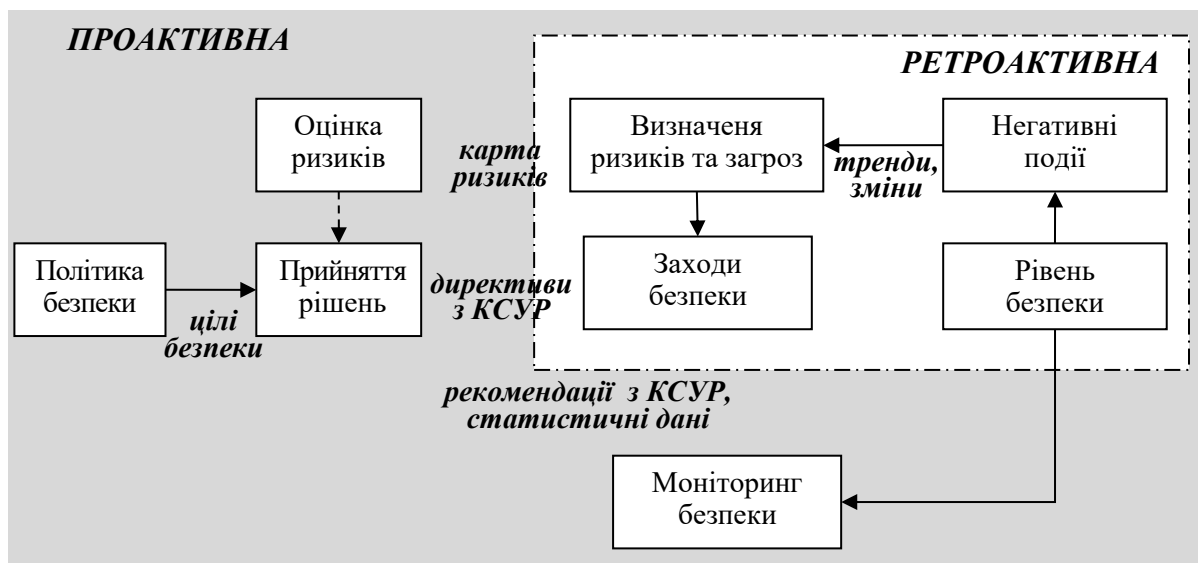 ПРОАКТИВНА
РЕТРОАКТИВНА
Оцінка
ризиків
карта
ризиків
Визначеня
ризиків та загроз
тренди,
зміни
Негативні
події
Політика
безпеки
цілі
безпеки
Прийняття
рішень
директиви
з КСУР
Заходи
безпеки
Рівень
безпеки
рекомендації з КСУР,
статистичні дані
Моніторинг
безпеки